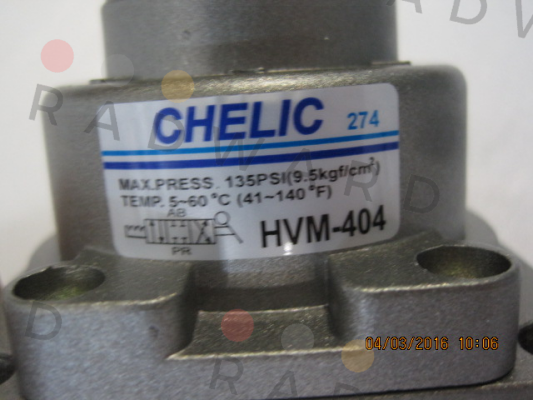 CHELIC 274
MAX.PRESS. 135PSI(9.5kgf/cm²)
TEMP. 5~60°C (41~140°F)
AB
PR
HVM-404
04/03/2016 10:06
RADWARD